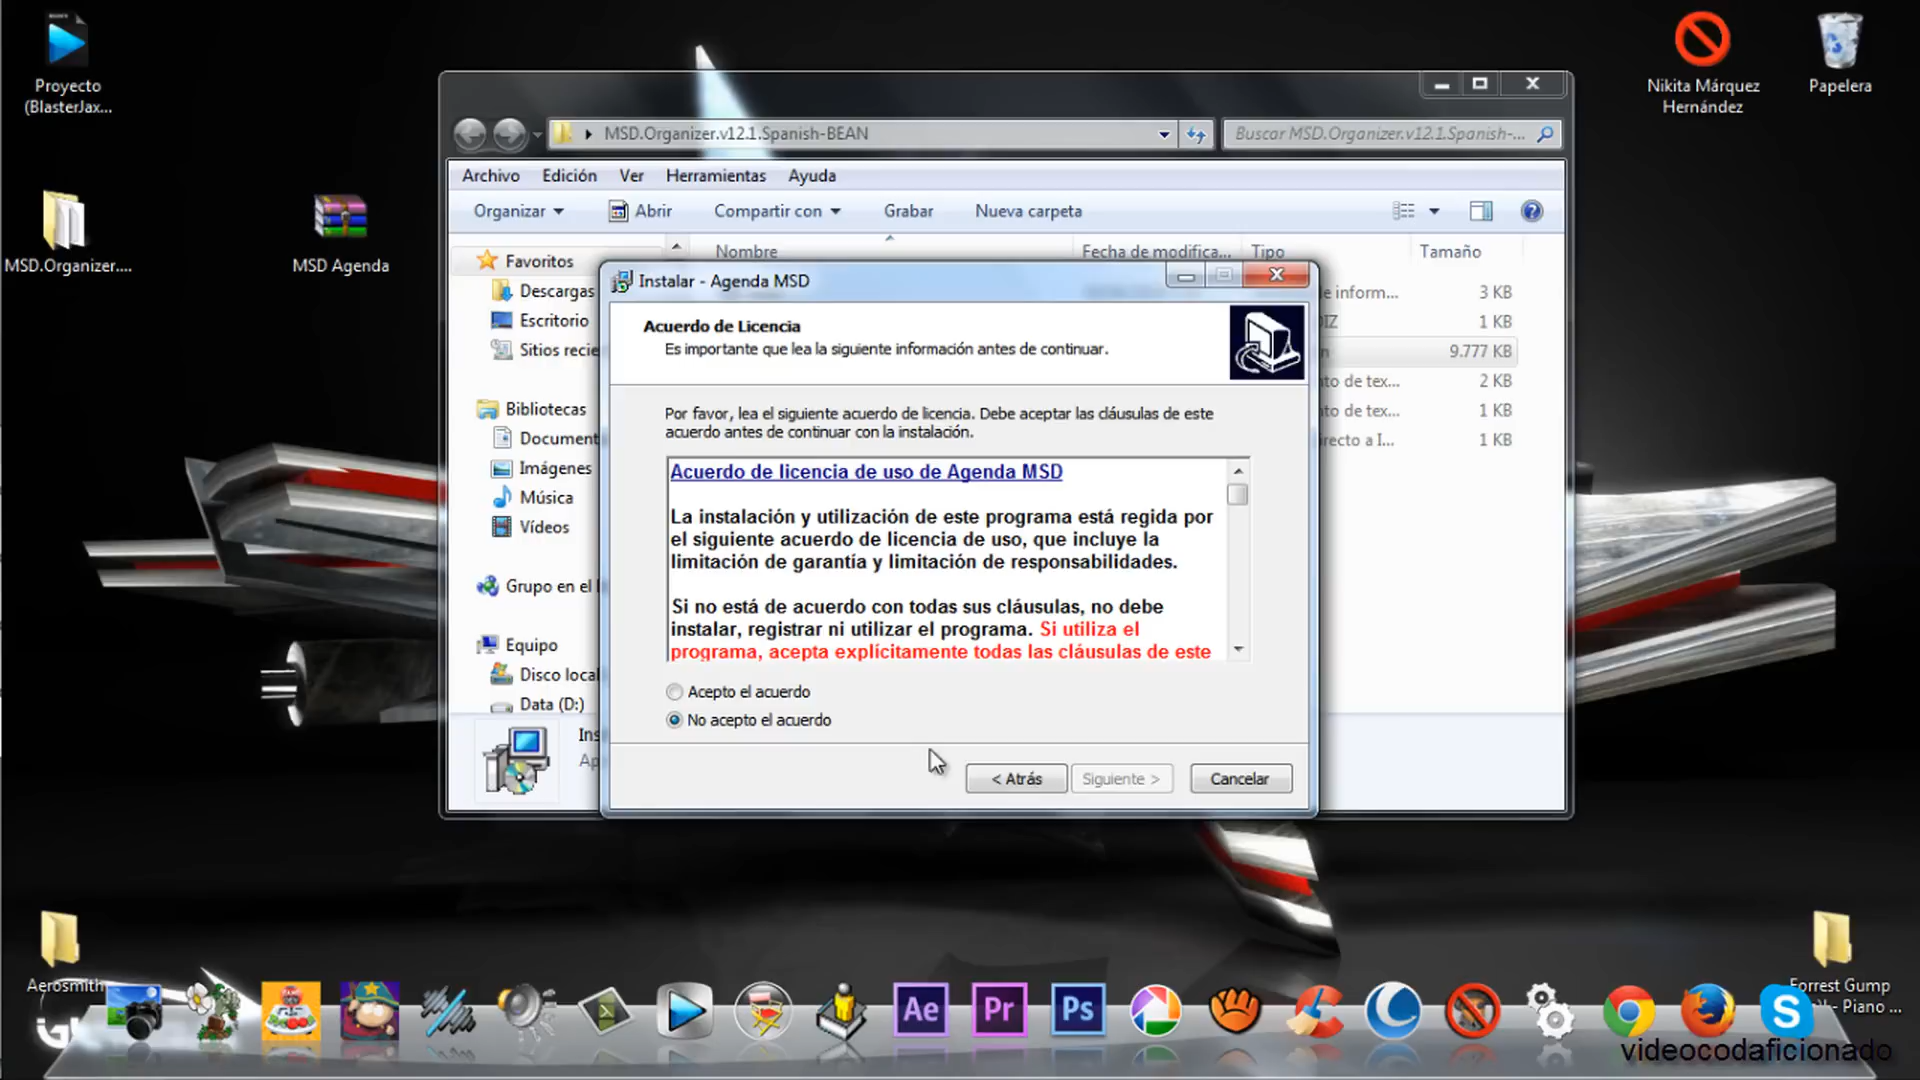 Proyecto
(BlasterJax...
Nikita Márquez
Hernández
Papelera
MSD.Organizer....
MSD Agenda
MSD.Organizer.v12.1.Spanish-BEAN
Buscar MSD.Organizer.v12.1.Spanish-...
Archivo Edición Ver Herramientas Ayuda
Organizar Abrir Compartir con Grabar Nueva carpeta
Nombre Fecha de modifica... Tipo Tamaño
Favoritos
Descargas
Escritorio
Sitios recie
Bibliotecas
Document
Imágenes
Música
Vídeos
Grupo en el
Equipo
Disco local
Data (D:)
e inform... 3 KB
DIZ 1 KB
n 9.777 KB
to de tex... 2 KB
to de tex... 1 KB
recto a I... 1 KB
Ins
Ap
Instalar - Agenda MSD
Acuerdo de Licencia
Es importante que lea la siguiente información antes de continuar.
Por favor, lea el siguiente acuerdo de licencia. Debe aceptar las cláusulas de este
acuerdo antes de continuar con la instalación.
Acuerdo de licencia de uso de Agenda MSD
La instalación y utilización de este programa está regida por
el siguiente acuerdo de licencia de uso, que incluye la
limitación de garantía y limitación de responsabilidades.
Si no está de acuerdo con todas sus cláusulas, no debe
instalar, registrar ni utilizar el programa. Si utiliza el
programa, acepta explícitamente todas las cláusulas de este
Acepto el acuerdo
No acepto el acuerdo
< Atrás Siguiente > Cancelar
Aerosmith
Forrest Gump
- Piano ...
Ae Pr Ps
videocodaficionado